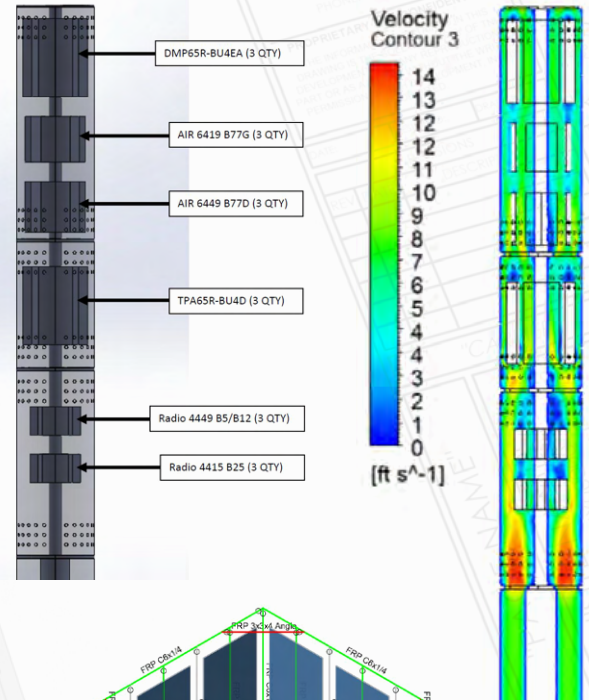 DMP65R-BU4EA (3 QTY)
AIR 6419 B77G (3 QTY)
AIR 6449 B77D (3 QTY)
TPA65R-BU4D (3 QTY)
Radio 4449 B5/B12 (3 QTY)
Radio 4415 B25 (3 QTY)
Velocity
Contour 3
14
13
12
12
11
10
9
8
7
6
5
4
4
3
2
1
0
[ft s^-1]
FRP 3x3x4 Angle
FRP C6x1/4
FRP C6x1/4
NAME: